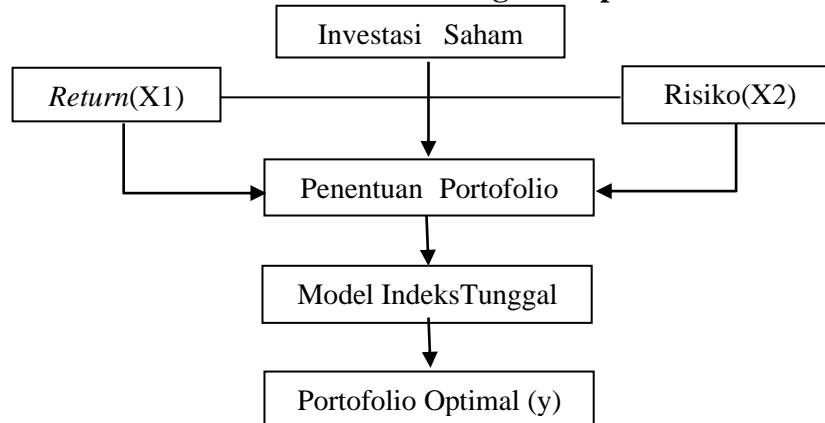 Investasi Saham
Return(X1)
Risiko(X2)
Penentuan Portofolio
Model IndeksTunggal
Portofolio Optimal (y)